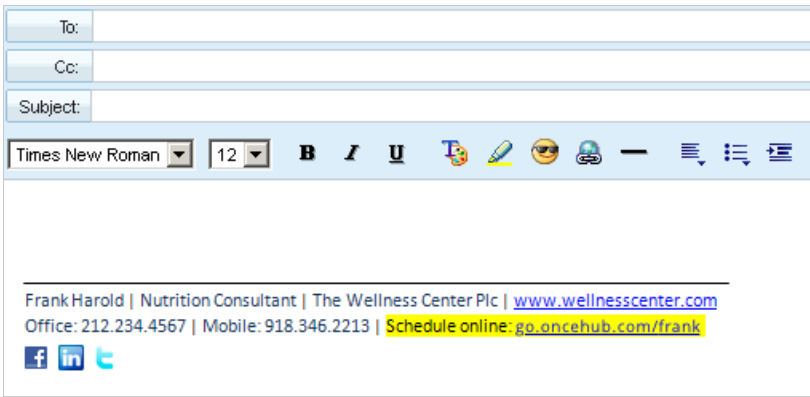 To:
Cc:
Subject:
Times New Roman 12 B I U
Frank Harold | Nutrition Consultant | The Wellness Center Plc | www.wellnesscenter.com
Office: 212.234.4567 | Mobile: 918.346.2213 | Schedule online: go.oncehub.com/frank
f in t